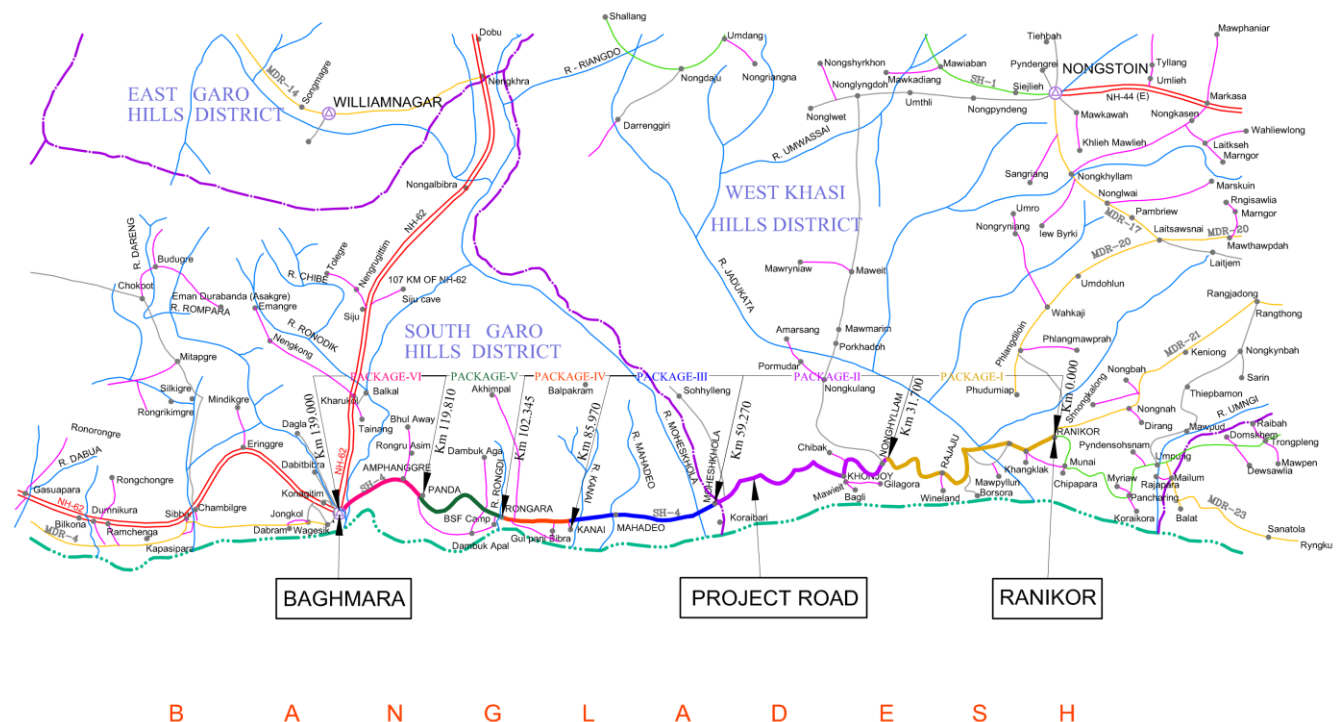 Shallang
Dobu
Umdang
Tiehbah
Mawphaniar
R - RIANGDO
Nongdaju
Nongriangna
Nongshyrkhon
Mawiaban
Mawkadiang
SH-1
Pyndengre
NONGSTOIN
Tyllang
Umlieh
MDR-14
Songmagre
Nengkhra
Nonglyngdoh
Siejlieh
NH-44 (E)
Markasa
EAST GARO
HILLS DISTRICT
WILLIAMNAGAR
Darrenggiri
Nonglwet
Umthli
Nongpyndeng
Mawkawah
Nongkasen
Wahliewlong
R. UMWASSAI
Khlieh Mawlieh
Laitkseh
Marngor
Nongalbibra
WEST KHASI
HILLS DISTRICT
Sangriang
Nongkhyllam
Marskuin
Nonglwai
Rngisawlia
Marngor
NH-62
R. DARENG
Umro
Nongryniang
Iew Byrki
MDR-17
Pambriew
Laitsawsnai
MDR-20
MDR-20
Mawthawpdah
Laitjem
Budugre
Chokpot
R. CHIBE
Tolegre
Nengrugittim
107 KM OF NH-62
Siju cave
Siju
R. JADUKATA
Mawryniaw
Maweit
Umdohlun
Eman Durabanda (Asakgre)
R. ROMPARA
Emangre
R. RONODIK
Wahkaji
Rangjadong
Rangthong
SOUTH GARO
HILLS DISTRICT
Nengkong
Amarsang
Mawmarim
Porkhadoh
Phlangdiloin
Phlangmawprah
MDR-21
Keniong
Nongkynbah
Mitapgre
Pormudar
Nongkulang
Sarin
PACKAGE-VI
PACKAGE-V
PACKAGE-IV
PACKAGE-III
PACKAGE-II
PACKAGE-I
Silkigre
Rongrikimgre
Mindikgre
Kharukol
Balkal
Akhimpal
Balpakram
Sohhylleng
Phudumiap
Nongbah
Shnongkalong
Thiepbamon
Km 139.000
Km 119.810
Km 102.345
Km 85.970
Km 59.270
Km 31.700
Km 0.000
Nongnah
Dirang
R. UMNGI
Dagla
Tainang
Bhul Away
R. MOHESKHOLA
MOHESHKHOLA
NONGHYLLAM
RANIKOR
Mawpud
Raibah
Domskhem
Trongpleng
Ronorongre
R. DABUA
Eringgre
Rongru Asim
Dambuk Aga
R. RONGDI
R. KANAI
R. MAHADEO
Chibak
RAJAJU
Pyndensohsnam
Dabitbibra
NH-62
SH-4
AMPHANGGRE
KHONJOY
Khangklak
Munai
Umpung
Mawpen
Dewsawlia
Gasuapara
NH-62
Rongchongre
PANDA
Mawpyllun
Chipapara
Myriaw
Rajapara
Mailum
Dumnikura
Konugitim
RONGARA
Maweit
Gilagora
Bagli
Wineland
Borsora
Pancharing
MDR-23
Bilkona
Ramchenga
Sibbari
Chambilgre
Jongkol
BSF Camp
SH-4
Koraibari
Kpraikora
Balat
MDR-4
Kapasipara
Dabram
Wagesik
Dambuk Apal
Gul pani Bibra
KANAI
MAHADEO
Sanatola
Ryngku
BAGHMARA
PROJECT ROAD
RANIKOR
B A N G L A D E S H